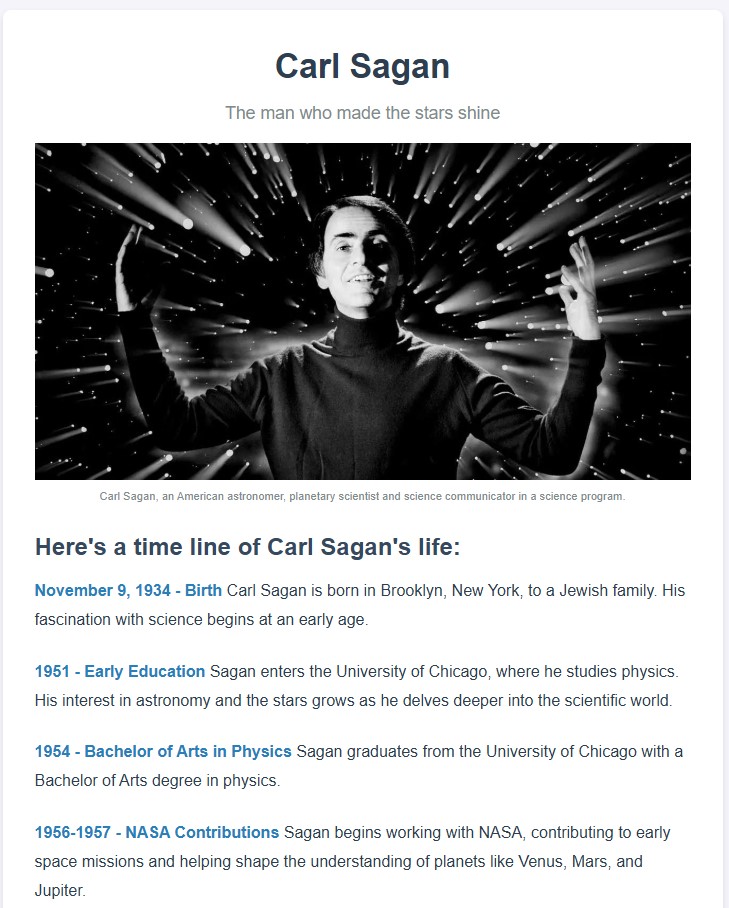 Carl Sagan
The man who made the stars shine
Carl Sagan, an American astronomer, planetary scientist and science communicator in a science program.
Here's a time line of Carl Sagan's life:
November 9, 1934 - Birth Carl Sagan is born in Brooklyn, New York, to a Jewish family. His
fascination with science begins at an early age.
1951 - Early Education Sagan enters the University of Chicago, where he studies physics.
His interest in astronomy and the stars grows as he delves deeper into the scientific world.
1954 - Bachelor of Arts in Physics Sagan graduates from the University of Chicago with a
Bachelor of Arts degree in physics.
1956-1957 - NASA Contributions Sagan begins working with NASA, contributing to early
space missions and helping shape the understanding of planets like Venus, Mars, and
Jupiter.